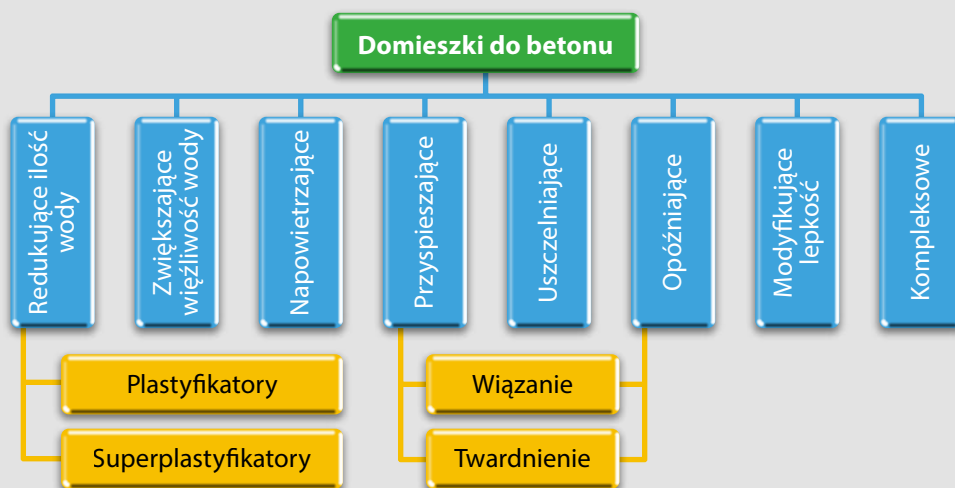 Domieszki do betonu
Redukujące ilość
wody
Zwiększające
więźliwość wody
Napowietrzające
Przyspieszające
Uszczelniające
Opóźniające
Modyfikujące
lepkość
Kompleksowe
Plastyfikatory
Superplastyfikatory
Wiązanie
Twardnienie